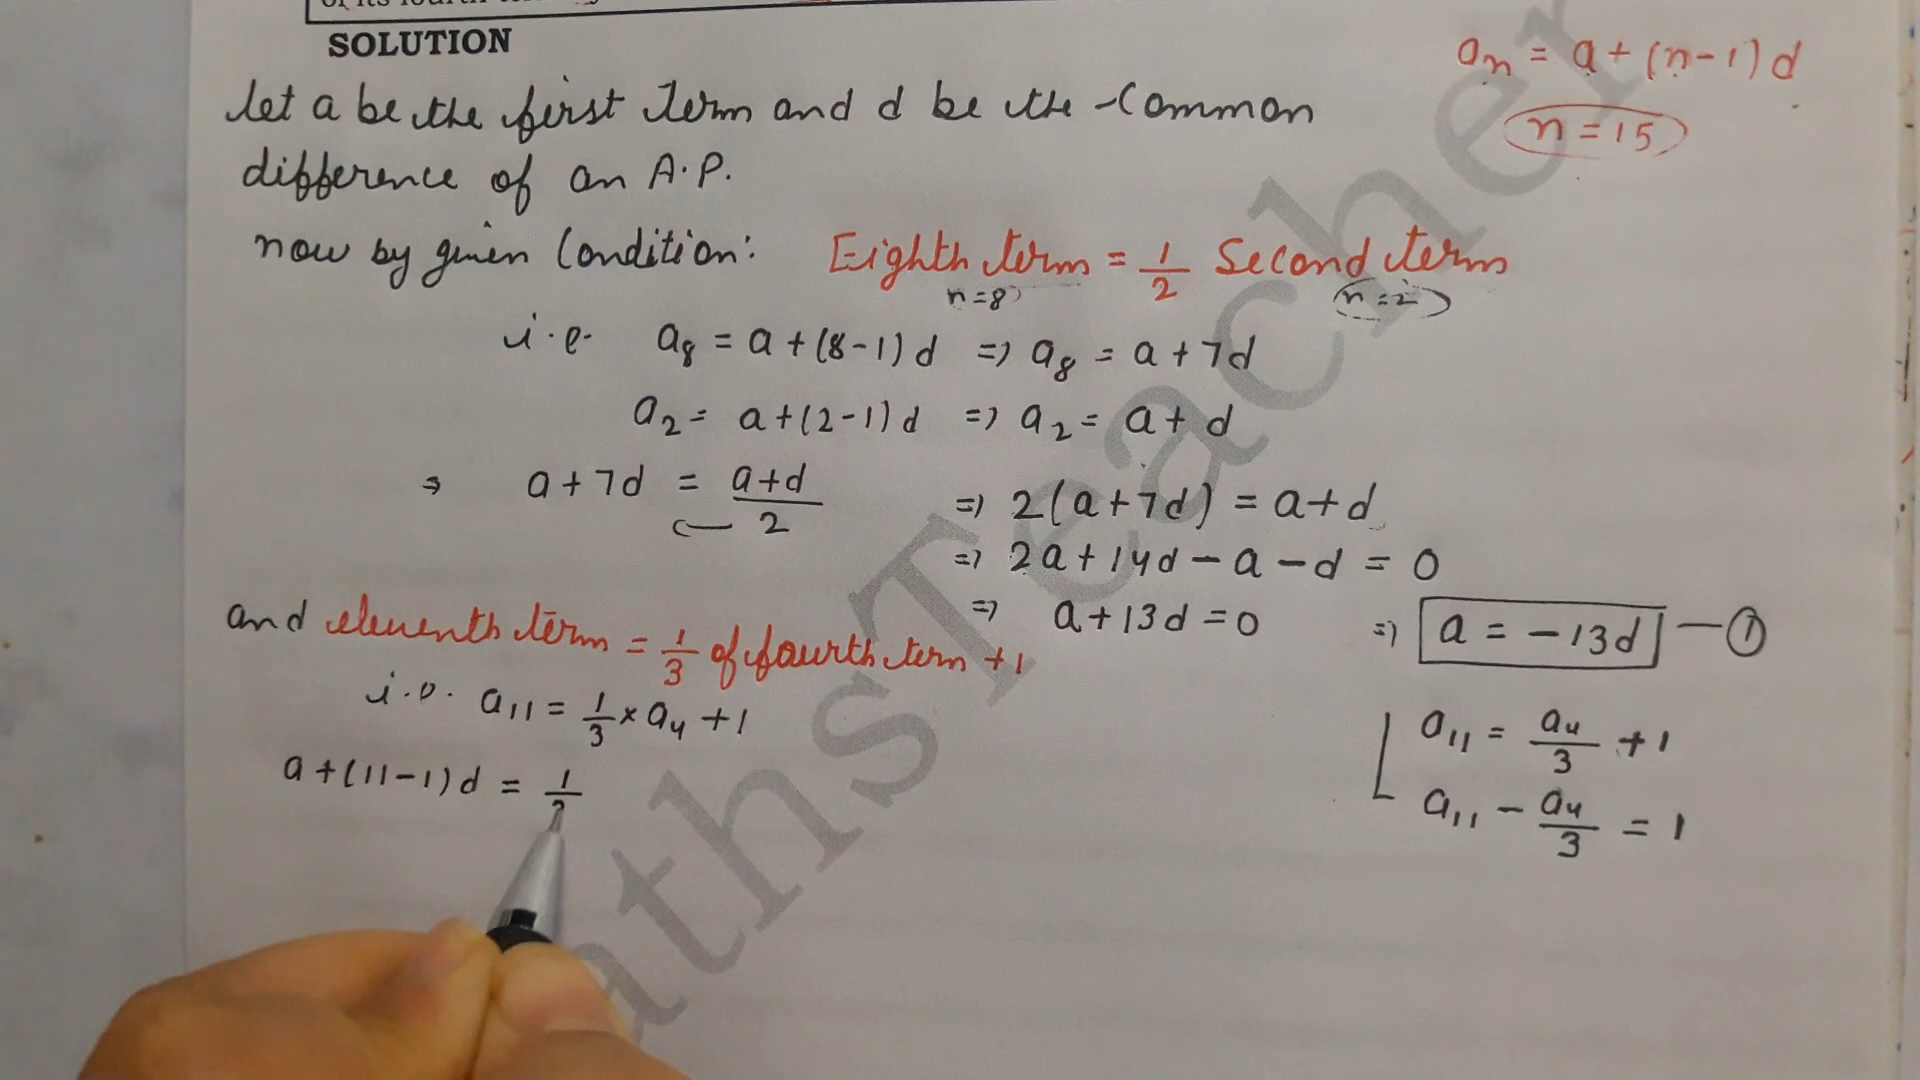 SOLUTION
let a be the first term and d be the common
difference of an A.P.
aₙ = a + (n-1)d
n = 15
now by given Condition: Eighth term = 1/2 Second term
n=8
n=2
i.e. a₈ = a + (8-1)d => a₈ = a + 7d
a₂ = a + (2-1)d => a₂ = a + d
⇒ a + 7d = a+d/2
=> 2(a+7d) = a+d
=> 2a + 14d - a - d = 0
=> a + 13d = 0 => a = -13d — ①
and eleventh term = 1/3 of fourth term + 1
i.e. a₁₁ = 1/3 × a₄ + 1
a + (11-1)d = 1/
a₁₁ = a₄/3 + 1
a₁₁ - a₄/3 = 1
athsTeacher